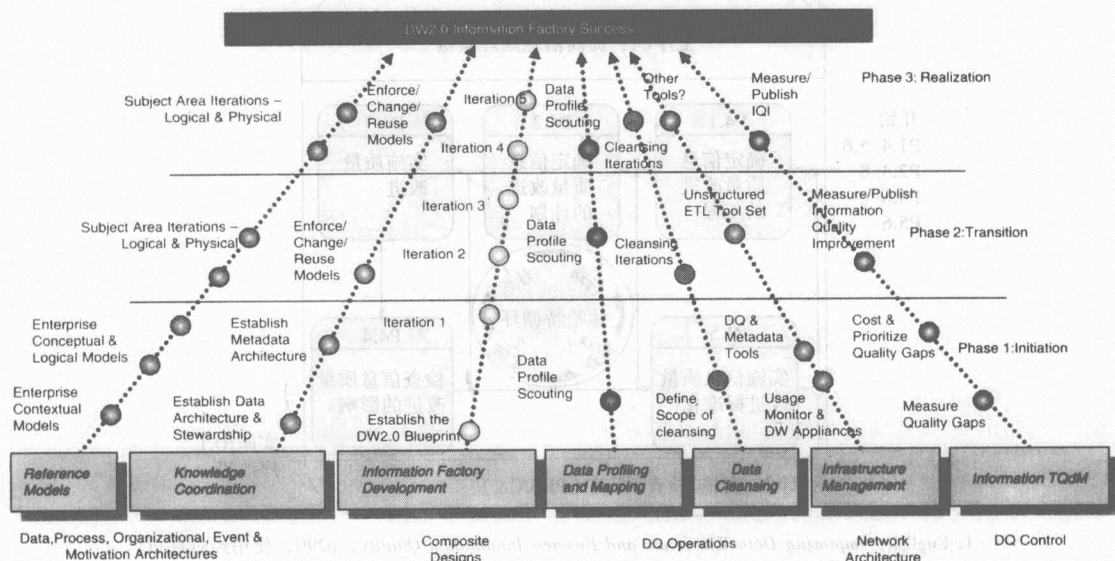 DW2.0 Information Factory Success
Subject Area Iterations –
Logical & Physical
Enforce/
Change/
Reuse
Models
Iteration 5
Iteration 4
Data
Profile
Scouting
Other
Tools?
Cleansing
Iterations
Measure/
Publish
IQI
Phase 3: Realization
Subject Area Iterations –
Logical & Physical
Enforce/
Change/
Reuse
Models
Iteration 3
Iteration 2
Data
Profile
Scouting
Cleansing
Iterations
Unstructured
ETL Tool Set
Measure/Publish
Information
Quality
Improvement
Phase 2:Transition
Enterprise
Conceptual &
Logical Models
Establish
Metadata
Architecture
Iteration 1
DQ &
Metadata
Tools
Cost &
Prioritize
Quality Gaps
Phase 1:Initiation
Enterprise
Contextual
Models
Establish Data
Architecture &
Stewardship
Establish the
DW2.0 Blueprint
Data
Profile
Scouting
Define,
Scope of
cleansing
Usage
Monitor &
DW Appliances
Measure
Quality Gaps
Reference
Models
Knowledge
Coordination
Information Factory
Development
Data Profiling
and Mapping
Data
Cleansing
Infrastructure
Management
Information TQdM
Data,Process, Organizational, Event &
Motivation Architectures
Composite
Designs
DQ Operations
Network
Architecture
DQ Control